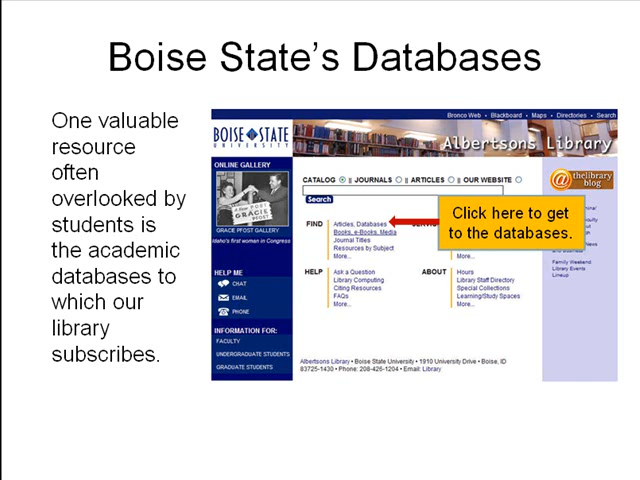 Boise State's Databases
One valuable
resource
often
overlooked by
students is
the academic
databases to
which our
library
subscribes.
Bronco Web • Blackboard • Maps • Directories • Search
BOISE STATE
UNIVERSITY
Albertsons Library
ONLINE GALLERY
GRACIE PFOST GALLERY
Idaho's first woman in Congress
HELP ME
CHAT
EMAIL
PHONE
INFORMATION FOR:
FACULTY
UNDERGRADUATE STUDENTS
GRADUATE STUDENTS
CATALOG || JOURNALS || ARTICLES || OUR WEBSITE
Search
FIND
Articles, Databases
Books, e-Books, Media
Journal Titles
Resources by Subject
More...
Click here to get
to the databases.
More...
HELP
Ask a Question
Library Computing
Citing Resources
FAQs
More...
ABOUT
Hours
Library Staff Directory
Special Collections
Learning/Study Spaces
More...
@ thelibrary
blog
News
Family Weekend
Library Events
Lineup
Albertsons Library • Boise State University • 1910 University Drive • Boise, ID
83725-1430 • Phone: 208-426-1204 • Email: Library